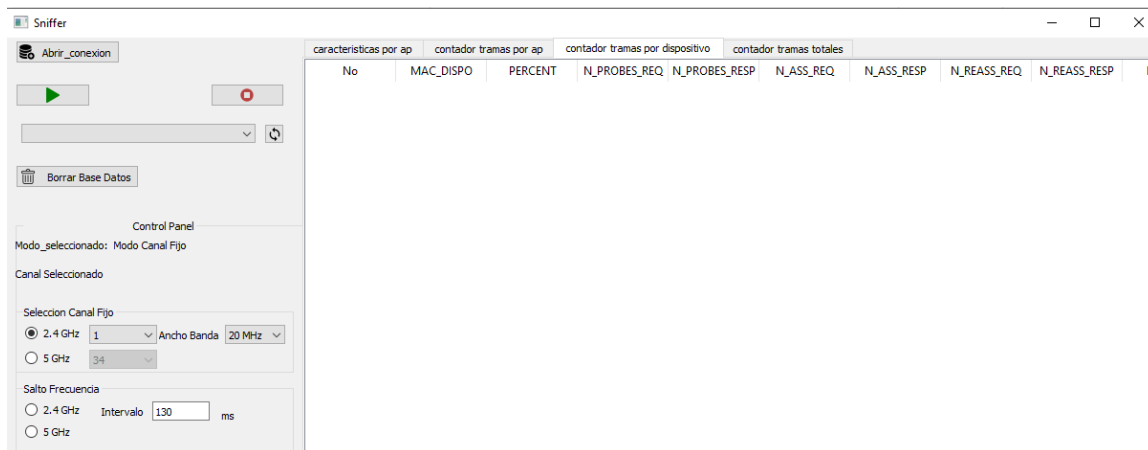 Sniffer
Abrir_conexion
Borrar Base Datos
Control Panel
Modo_seleccionado: Modo Canal Fijo
Canal Seleccionado
Seleccion Canal Fijo
2.4 GHz 1 Ancho Banda 20 MHz
5 GHz 34
Salto Frecuencia
2.4 GHz Intervalo 130 ms
5 GHz
caracteristicas por ap contador tramas por ap contador tramas por dispositivo contador tramas totales
No MAC_DISPO PERCENT N_PROBES_REQ N_PROBES_RESP N_ASS_REQ N_ASS_RESP N_REASS_REQ N_REASS_RESP